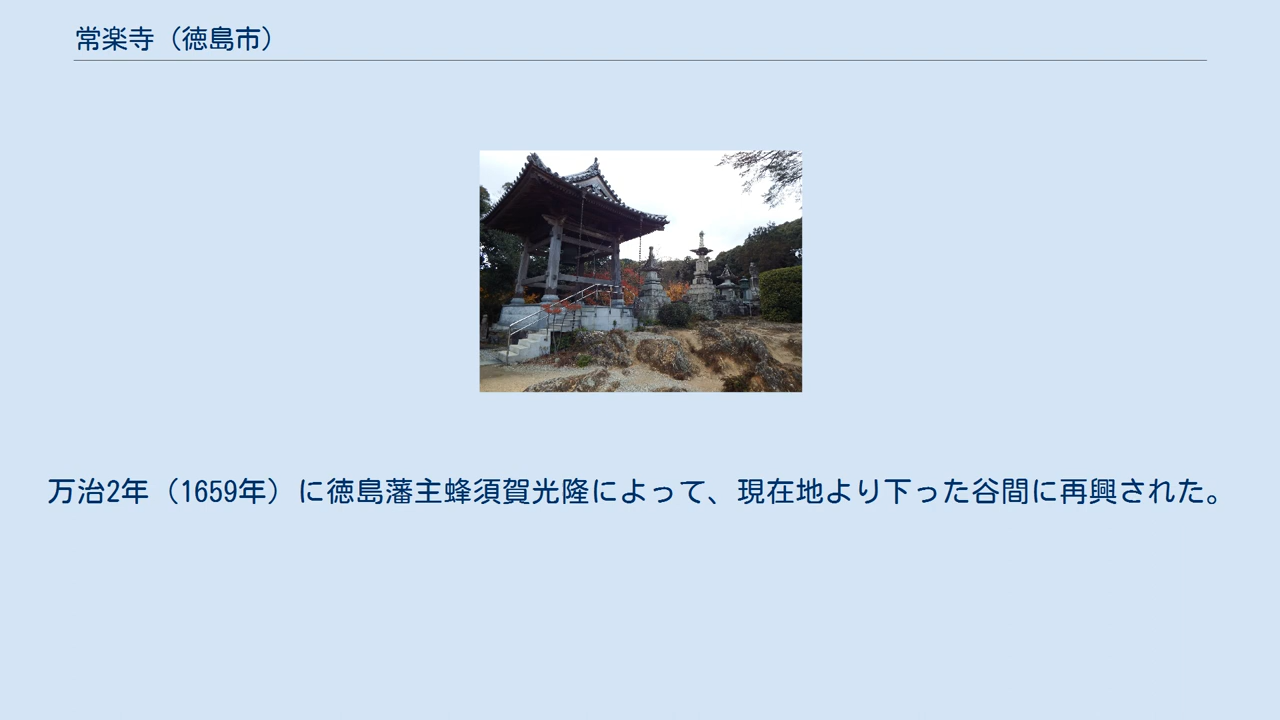 常楽寺（徳島市）
万治2年（1659年）に徳島藩主蜂須賀光隆によって、現在地より下った谷間に再興された。